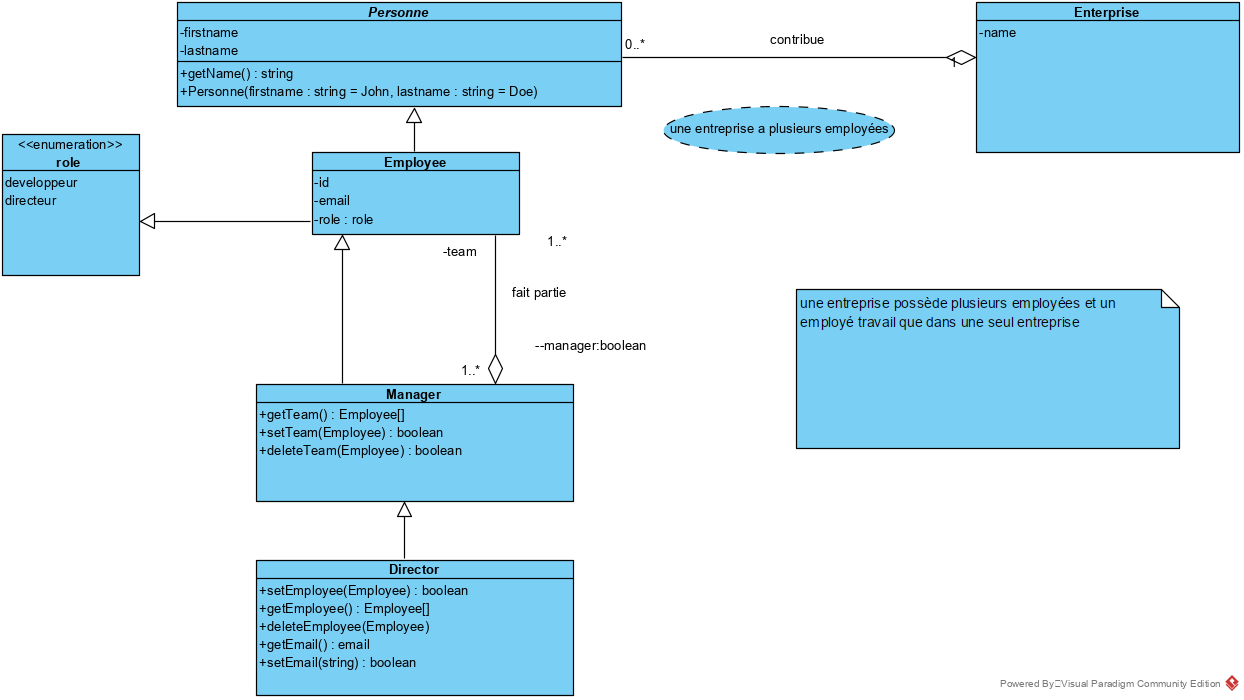 Personne
-firstname
-lastname
+getName() : string
+Personne(firstname : string = John, lastname : string = Doe)
0..*
contribue
1
Enterprise
-name
une entreprise a plusieurs employées
<<enumeration>>
role
developpeur
directeur
Employee
-id
-email
-role : role
-team
1..*
fait partie
--manager:boolean
1..*
une entreprise possède plusieurs employées et un
employé travail que dans une seul entreprise
Manager
+getTeam() : Employee[]
+setTeam(Employee) : boolean
+deleteTeam(Employee) : boolean
Director
+setEmployee(Employee) : boolean
+getEmployee() : Employee[]
+deleteEmployee(Employee)
+getEmail() : email
+setEmail(string) : boolean
Powered By Visual Paradigm Community Edition